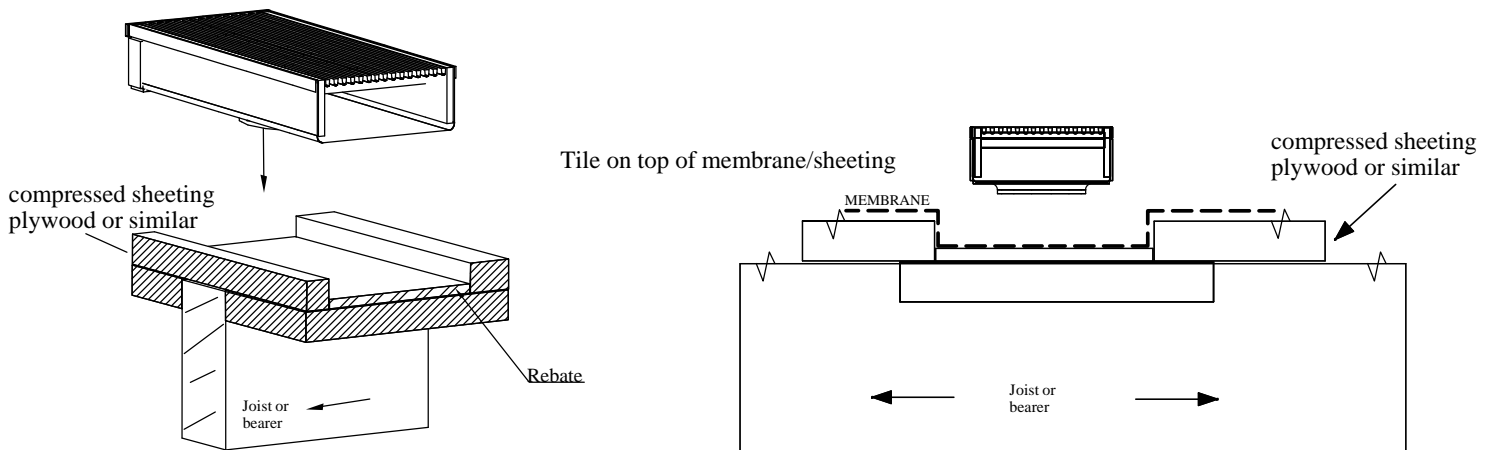 compressed sheeting
plywood or similar
Rebate
Joist or
bearer
Tile on top of membrane/sheeting
MEMBRANE
compressed sheeting
plywood or similar
Joist or
bearer